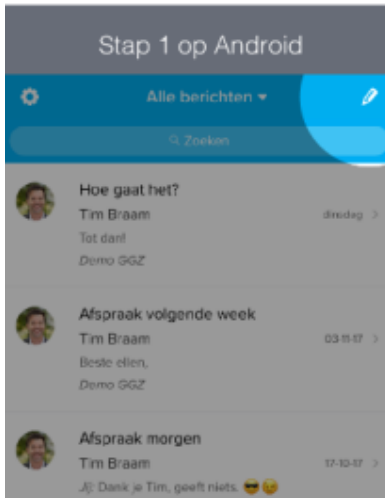 Stap 1 op Android
Alle berichten
Zoeken
Hoe gaat het?
Tim Braam
dinsdag
Tot dan!
Demo GGZ
Afspraak volgende week
Tim Braam
03-11-17
Beste ellen,
Demo GGZ
Afspraak morgen
Tim Braam
17-10-17
Jij: Dank je Tim, geeft niets. 😎😉